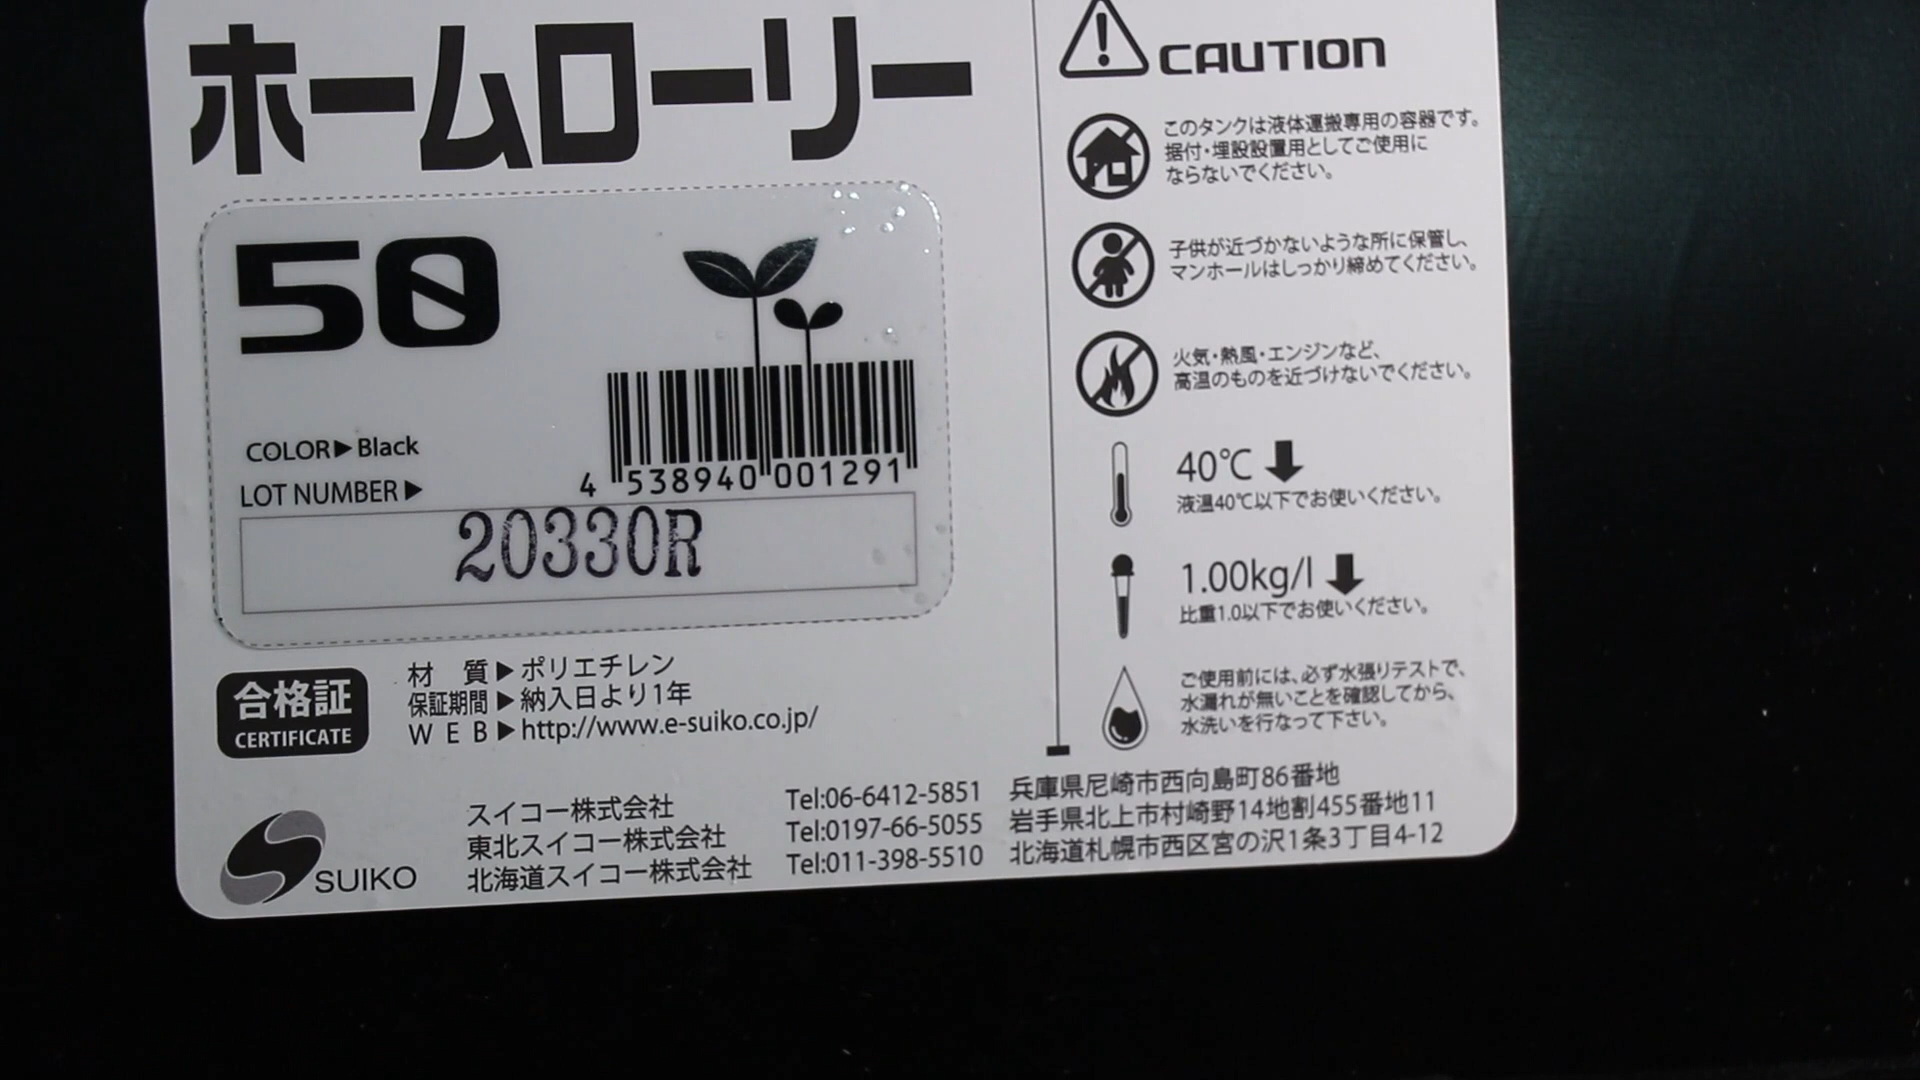 ホームローリー
50
COLOR▶Black
LOT NUMBER▶
4 538940 001291
20330R
合格証
CERTIFICATE
材 質▶ポリエチレン
保証期間▶納入日より1年
WEB▶http://www.e-suiko.co.jp/
CAUTION
このタンクは液体運搬専用の容器です。
据付・埋設設置用としてご使用に
ならないでください。
子供が近づかないような所に保管し、
マンホールはしっかり締めてください。
火気・熱風・エンジンなど、
高温のものを近づけないでください。
40℃
液温40℃以下でお使いください。
1.00kg/l
比重1.0以下でお使いください。
ご使用前には、必ず水張りテストで、
水漏れが無いことを確認してから、
水洗いを行なって下さい。
SUIKO
スイコー株式会社 Tel:06-6412-5851 兵庫県尼崎市西向島町86番地
東北スイコー株式会社 Tel:0197-66-5055 岩手県北上市村崎野14地割455番地11
北海道スイコー株式会社 Tel:011-398-5510 北海道札幌市西区宮の沢1条3丁目4-12